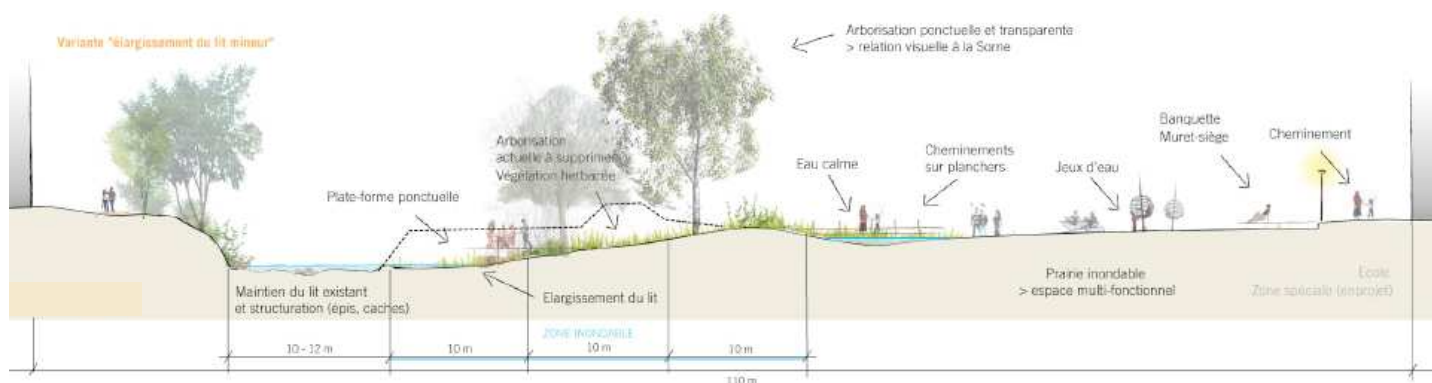 Variante "élargissement du lit mineur"
Arborisation ponctuelle et transparente
> relation visuelle à la Sorne
Arborisation
actuelle à supprimer
Végétation herbacée
Plate-forme ponctuelle
Eau calme
Cheminements
sur planchers
Jeux d'eau
Banquette
Muret-siège
Cheminement
Maintien du lit existant
et structuration (épis, caches)
Elargissement du lit
Prairie inondable
> espace multi-fonctionnel
Ecole
Zone spéciale (enprojet)
ZONE INONDABLE
10 - 12 m
10 m
10 m
10 m
110 m